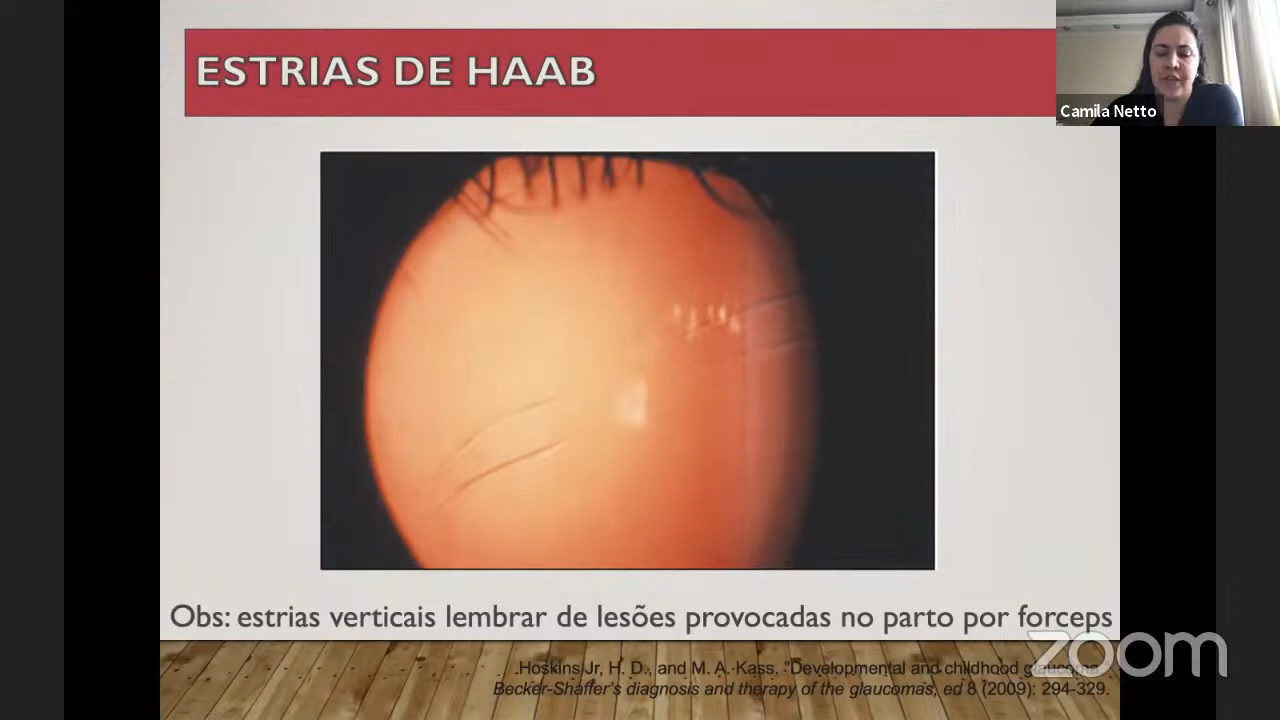 ESTRIAS DE HAAB
Camila Netto
Obs: estrias verticais lembrar de lesões provocadas no parto por forceps
.Hoskins Jr, H. D., and M. A. Kass. "Developmental and childhood glaucoma."
Becker-Shaffer's diagnosis and therapy of the glaucomas, ed 8 (2009): 294-329.
zoom